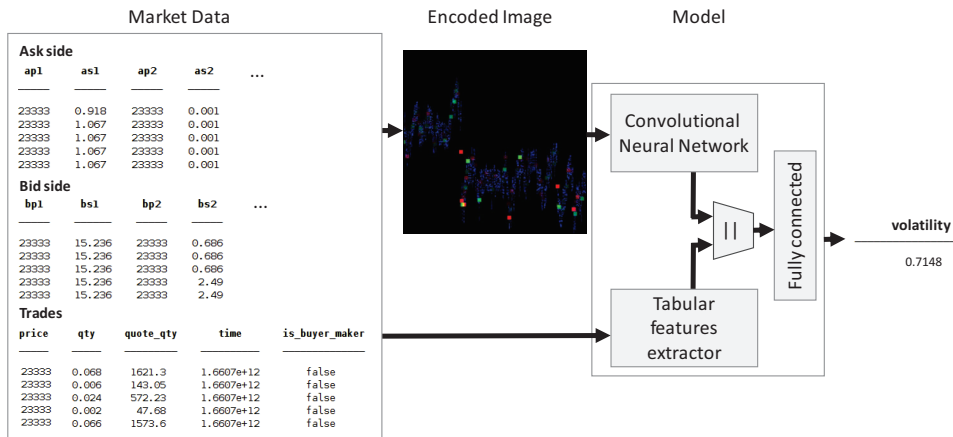 Market Data
Encoded Image
Model
Ask side
ap1 as1 ap2 as2 ...
23333 0.918 23333 0.001
23333 1.067 23333 0.001
23333 1.067 23333 0.001
23333 1.067 23333 0.001
23333 1.067 23333 0.001
Bid side
bp1 bs1 bp2 bs2 ...
23333 15.236 23333 0.686
23333 15.236 23333 0.686
23333 15.236 23333 0.686
23333 15.236 23333 2.49
23333 15.236 23333 2.49
Trades
price qty quote_qty time is_buyer_maker
23333 0.068 1621.3 1.6607e+12 false
23333 0.006 143.05 1.6607e+12 false
23333 0.024 572.23 1.6607e+12 false
23333 0.002 47.68 1.6607e+12 false
23333 0.066 1573.6 1.6607e+12 false
Convolutional
Neural Network
||
Tabular
features
extractor
Fully connected
volatility
0.7148